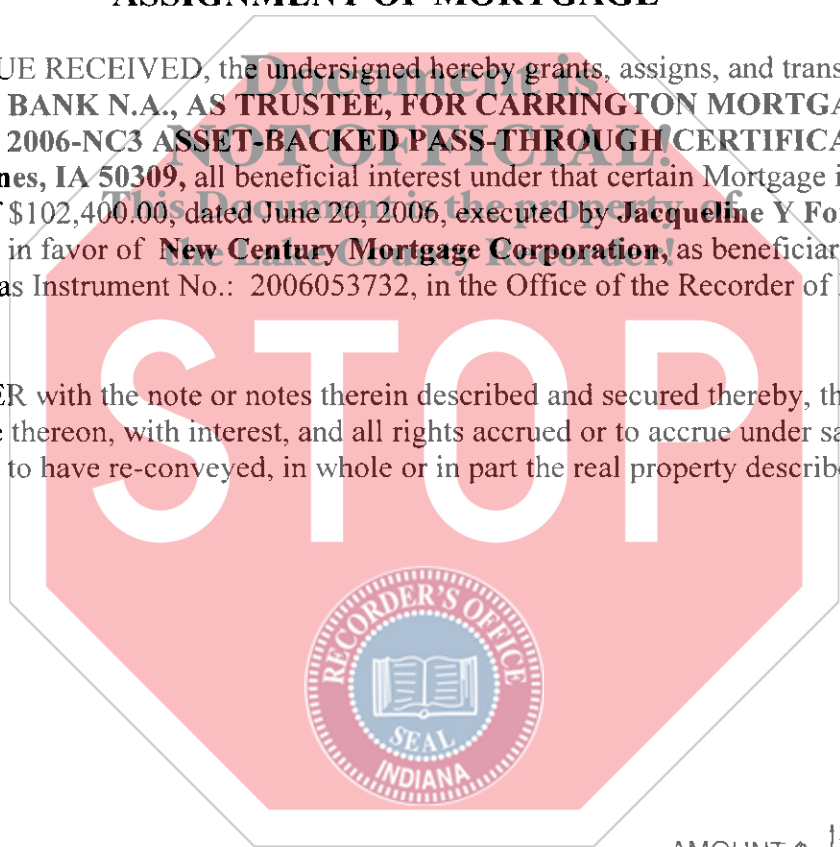 ASSIGNMENT OF MORTGAGE
UE RECEIVED, the undersigned hereby grants, assigns, and trans
BANK N.A., AS TRUSTEE, FOR CARRINGTON MORTGA
2006-NC3 ASSET-BACKED PASS-THROUGH CERTIFICA
nes, IA 50309, all beneficial interest under that certain Mortgage i
$102,400.00, dated June 20, 2006, executed by Jacqueline Y Fo
in favor of New Century Mortgage Corporation, as beneficiar
as Instrument No.: 2006053732, in the Office of the Recorder of
Document is
NOT OFFICIAL!
This Document is the property of
the Lake County Recorder!
ER with the note or notes therein described and secured thereby, th
thereon, with interest, and all rights accrued or to accrue under sa
to have re-conveyed, in whole or in part the real property describ
STOP
RECORDER'S OFFICE
SEAL
INDIANA
AMOUNT $